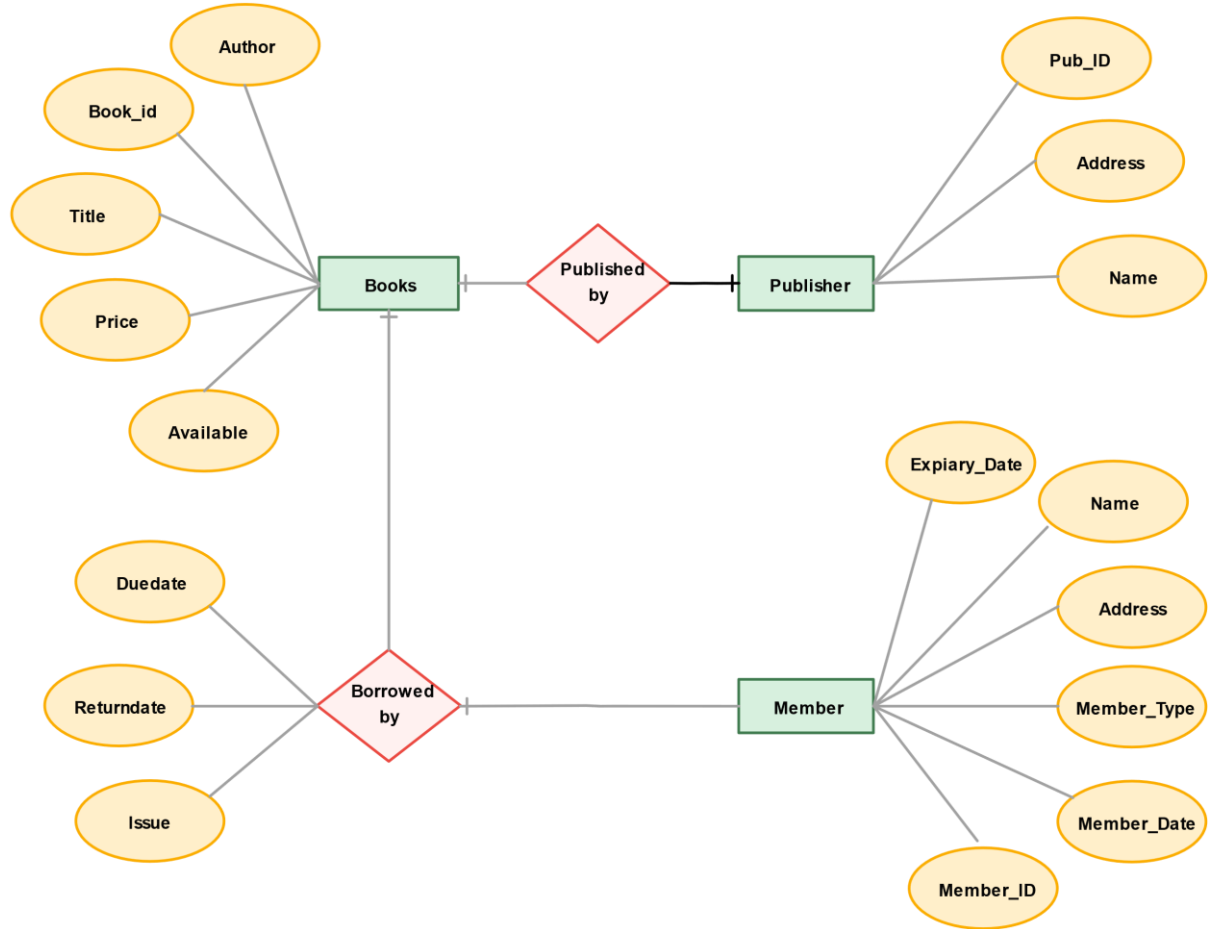 Author
Book_id
Title
Price
Available
Books
Published
by
Publisher
Pub_ID
Address
Name
Duedate
Returndate
Issue
Borrowed
by
Member
Expiary_Date
Name
Address
Member_Type
Member_Date
Member_ID